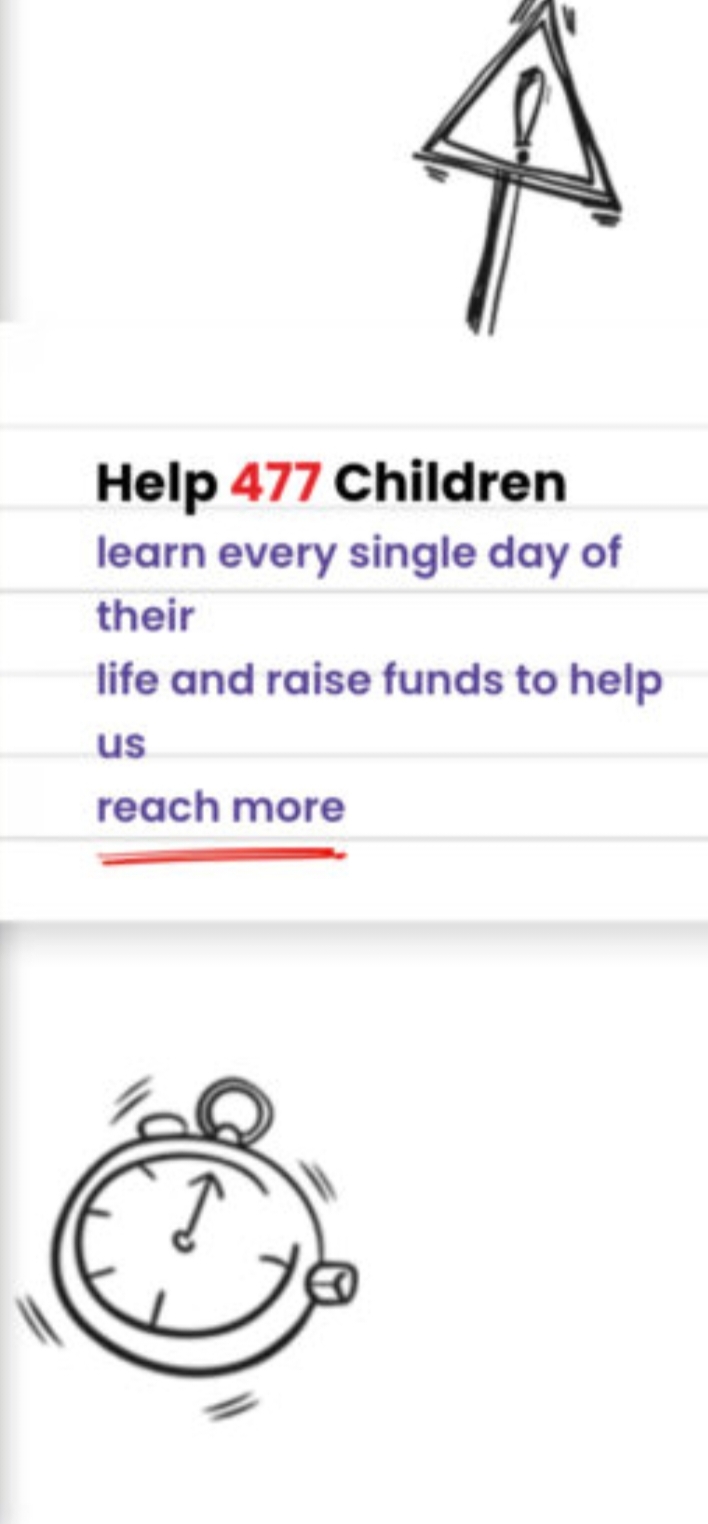 Help 477 Children
learn every single day of
their
life and raise funds to help
us
reach more